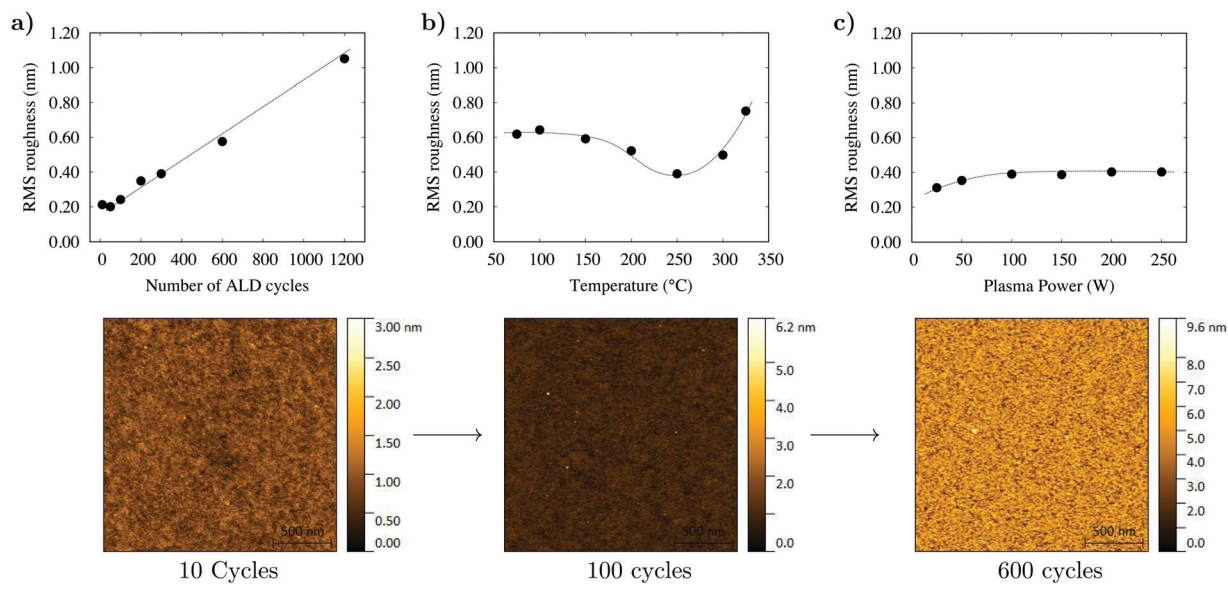 a)
1.20
1.00
0.80
0.60
0.40
0.20
0.00
RMS roughness (nm)
0 200 400 600 800 1000 1200
Number of ALD cycles
b)
1.20
1.00
0.80
0.60
0.40
0.20
0.00
RMS roughness (nm)
50 100 150 200 250 300 350
Temperature (°C)
c)
1.20
1.00
0.80
0.60
0.40
0.20
0.00
RMS roughness (nm)
0 50 100 150 200 250
Plasma Power (W)
3.00 nm
2.50
2.00
1.50
1.00
0.50
0.00
500 nm
10 Cycles
6.2 nm
5.0
4.0
3.0
2.0
1.0
0.0
500 nm
100 cycles
9.6 nm
8.0
7.0
6.0
5.0
4.0
3.0
2.0
1.0
0.0
500 nm
600 cycles